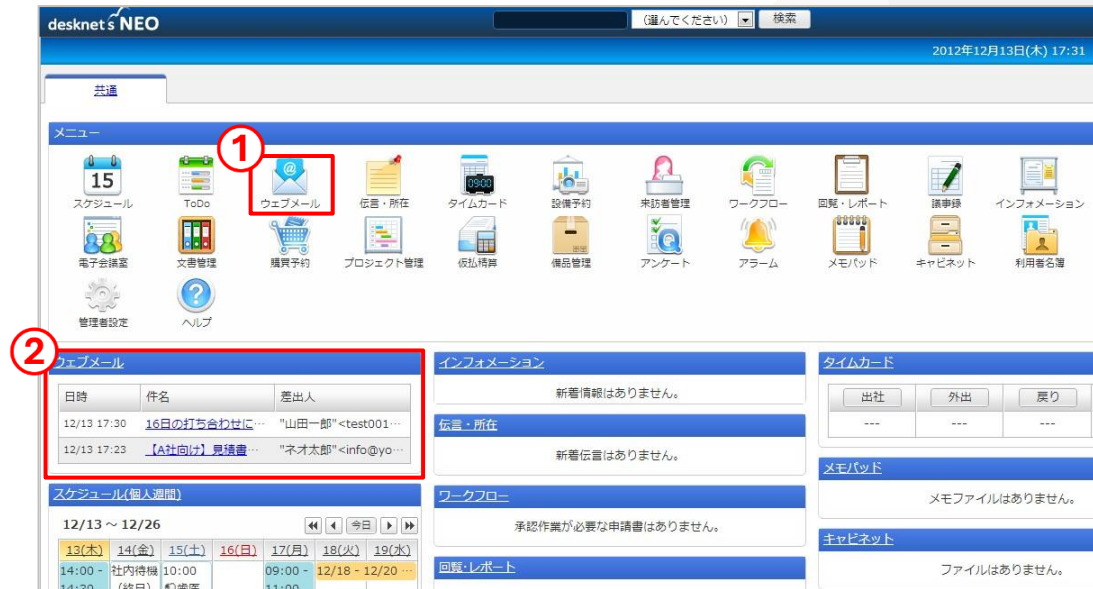 desknet's NEO
(選んでください) 検索
2012年12月13日(木) 17:31
共通
メニュー
①
15
09:00
スケジュール ToDo ウェブメール 伝言・所在 タイムカード 設備予約 来訪者管理 ワークフロー 回覧・レポート 議事録 インフォメーション
電子会議室 文書管理 購買予約 プロジェクト管理 仮払精算 備品管理 アンケート アラーム メモパッド キャビネット 利用者名簿
管理者設定 ヘルプ
②
ウェブメール
日時 件名 差出人
12/13 17:30 16日の打ち合わせに… "山田一郎"<test001…
12/13 17:23 【A社向け】見積書… "ネオ太郎"<info@yo…
スケジュール(個人週間)
12/13 ～ 12/26 今日
13(木) 14(金) 15(土) 16(日) 17(月) 18(火) 19(水)
14:00 - 社内待機 10:00 09:00 - 12/18 - 12/20 …
14:30 (終日) 歯医 11:00
インフォメーション
新着情報はありません。
伝言・所在
新着伝言はありません。
ワークフロー
承認作業が必要な申請書はありません。
回覧・レポート
タイムカード
出社 外出 戻り
--- --- ---
メモパッド
メモファイルはありません。
キャビネット
ファイルはありません。